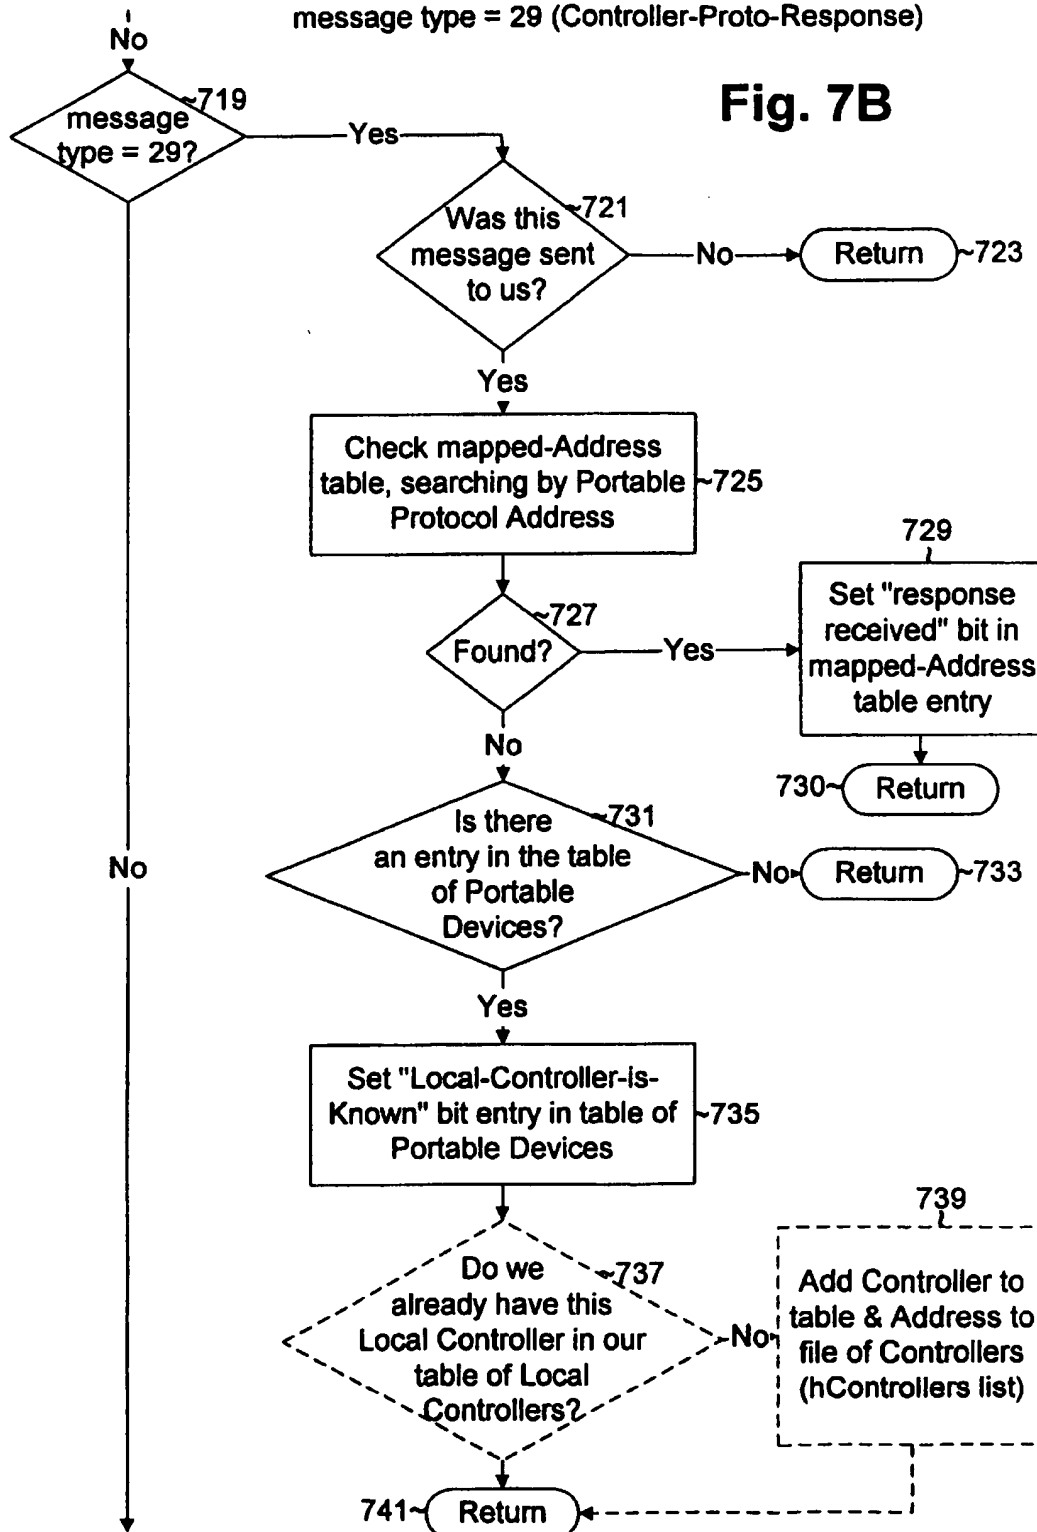 message type = 29 (Controller-Proto-Response)
No
Fig. 7B
~719
message
type = 29?
Yes
~721
Was this
message sent
to us?
No
Return
~723
Yes
Check mapped-Address
table, searching by Portable
Protocol Address
~725
729
~727
Found?
Yes
Set "response
received" bit in
mapped-Address
table entry
No
730~
Return
~731
Is there
an entry in the table
of Portable
Devices?
No
Return
~733
No
Yes
Set "Local-Controller-is-
Known" bit entry in table of
Portable Devices
~735
739
~737
Do we
already have this
Local Controller in our
table of Local
Controllers?
No
Add Controller to
table & Address to
file of Controllers
(hControllers list)
741~
Return